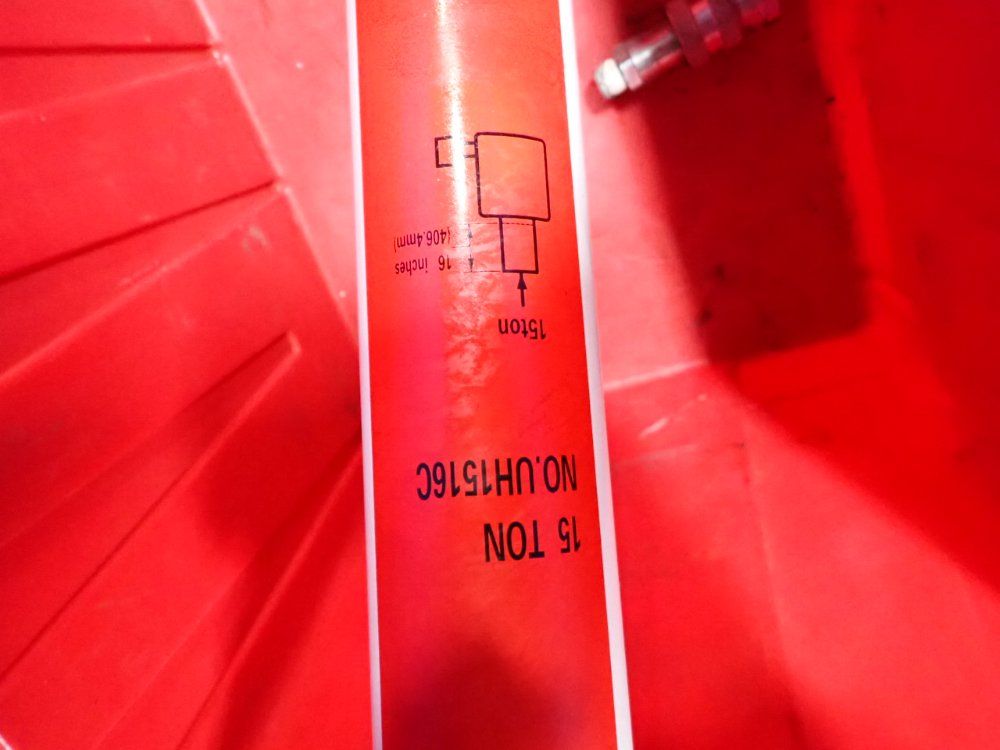 15 TON
NO.UH1516C
15ton
16 inches
(406.4mm)